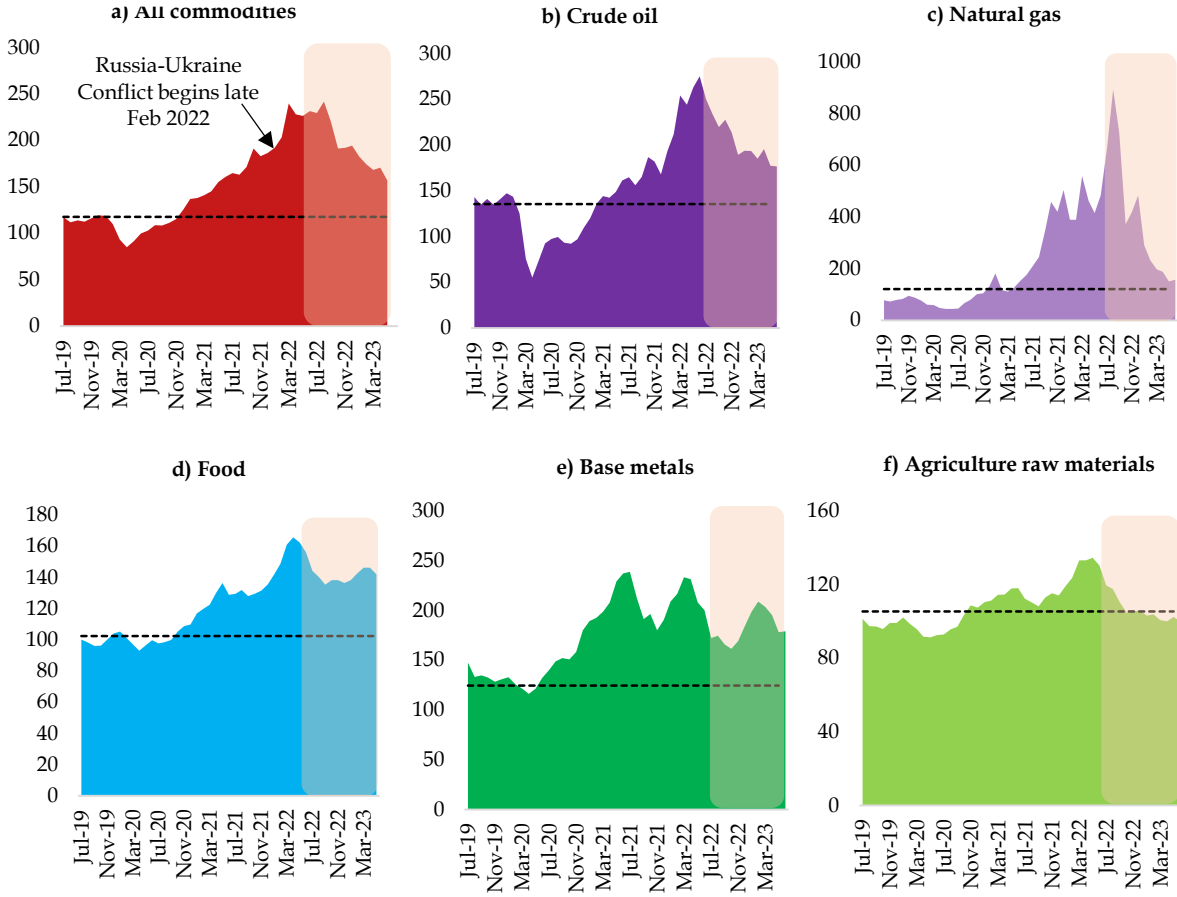 a) All commodities
300
250
200
150
100
50
0
Russia-Ukraine
Conflict begins late
Feb 2022
Jul-19
Nov-19
Mar-20
Jul-20
Nov-20
Mar-21
Jul-21
Nov-21
Mar-22
Jul-22
Nov-22
Mar-23
b) Crude oil
300
250
200
150
100
50
0
Jul-19
Nov-19
Mar-20
Jul-20
Nov-20
Mar-21
Jul-21
Nov-21
Mar-22
Jul-22
Nov-22
Mar-23
c) Natural gas
1000
800
600
400
200
0
Jul-19
Nov-19
Mar-20
Jul-20
Nov-20
Mar-21
Jul-21
Nov-21
Mar-22
Jul-22
Nov-22
Mar-23
d) Food
180
160
140
120
100
80
60
40
20
0
Jul-19
Nov-19
Mar-20
Jul-20
Nov-20
Mar-21
Jul-21
Nov-21
Mar-22
Jul-22
Nov-22
Mar-23
e) Base metals
300
250
200
150
100
50
0
Jul-19
Nov-19
Mar-20
Jul-20
Nov-20
Mar-21
Jul-21
Nov-21
Mar-22
Jul-22
Nov-22
Mar-23
f) Agriculture raw materials
160
120
80
40
0
Jul-19
Nov-19
Mar-20
Jul-20
Nov-20
Mar-21
Jul-21
Nov-21
Mar-22
Jul-22
Nov-22
Mar-23